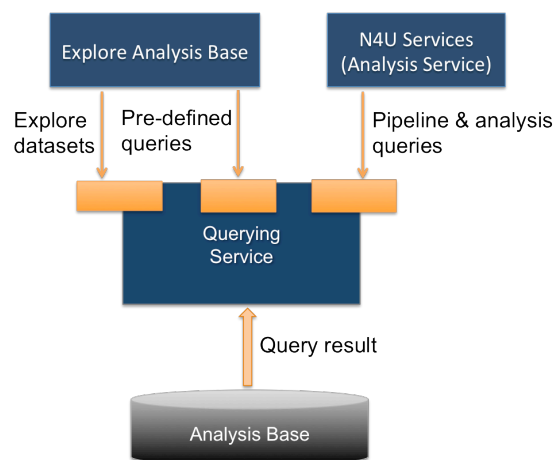 Explore Analysis Base
N4U Services
(Analysis Service)
Explore
datasets
Pre-defined
queries
Pipeline & analysis
queries
Querying
Service
Query result
Analysis Base